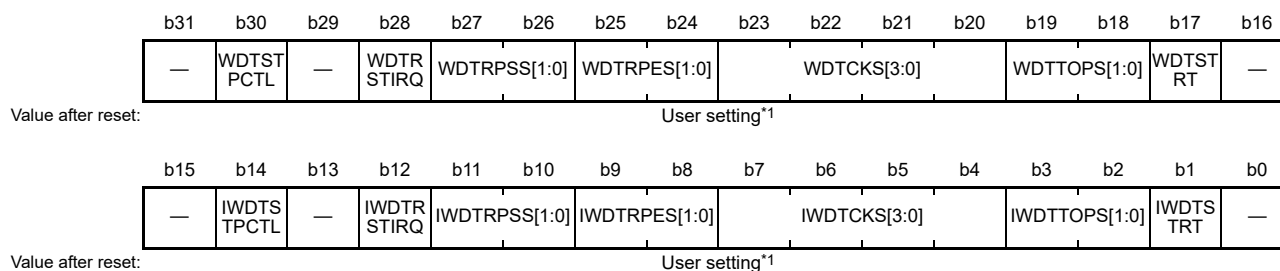 b31 b30 b29 b28 b27 b26 b25 b24 b23 b22 b21 b20 b19 b18 b17 b16
— WDTST PCTL — WDTR STIRQ WDTRPSS[1:0] WDTRPES[1:0] WDTCKS[3:0] WDTTOPS[1:0] WDTST RT —
Value after reset: User setting*1
b15 b14 b13 b12 b11 b10 b9 b8 b7 b6 b5 b4 b3 b2 b1 b0
— IWDTS TPCTL — IWDTR STIRQ IWDTRPSS[1:0] IWDTRPES[1:0] IWDTCKS[3:0] IWDTTOPS[1:0] IWDTS TRT —
Value after reset: User setting*1